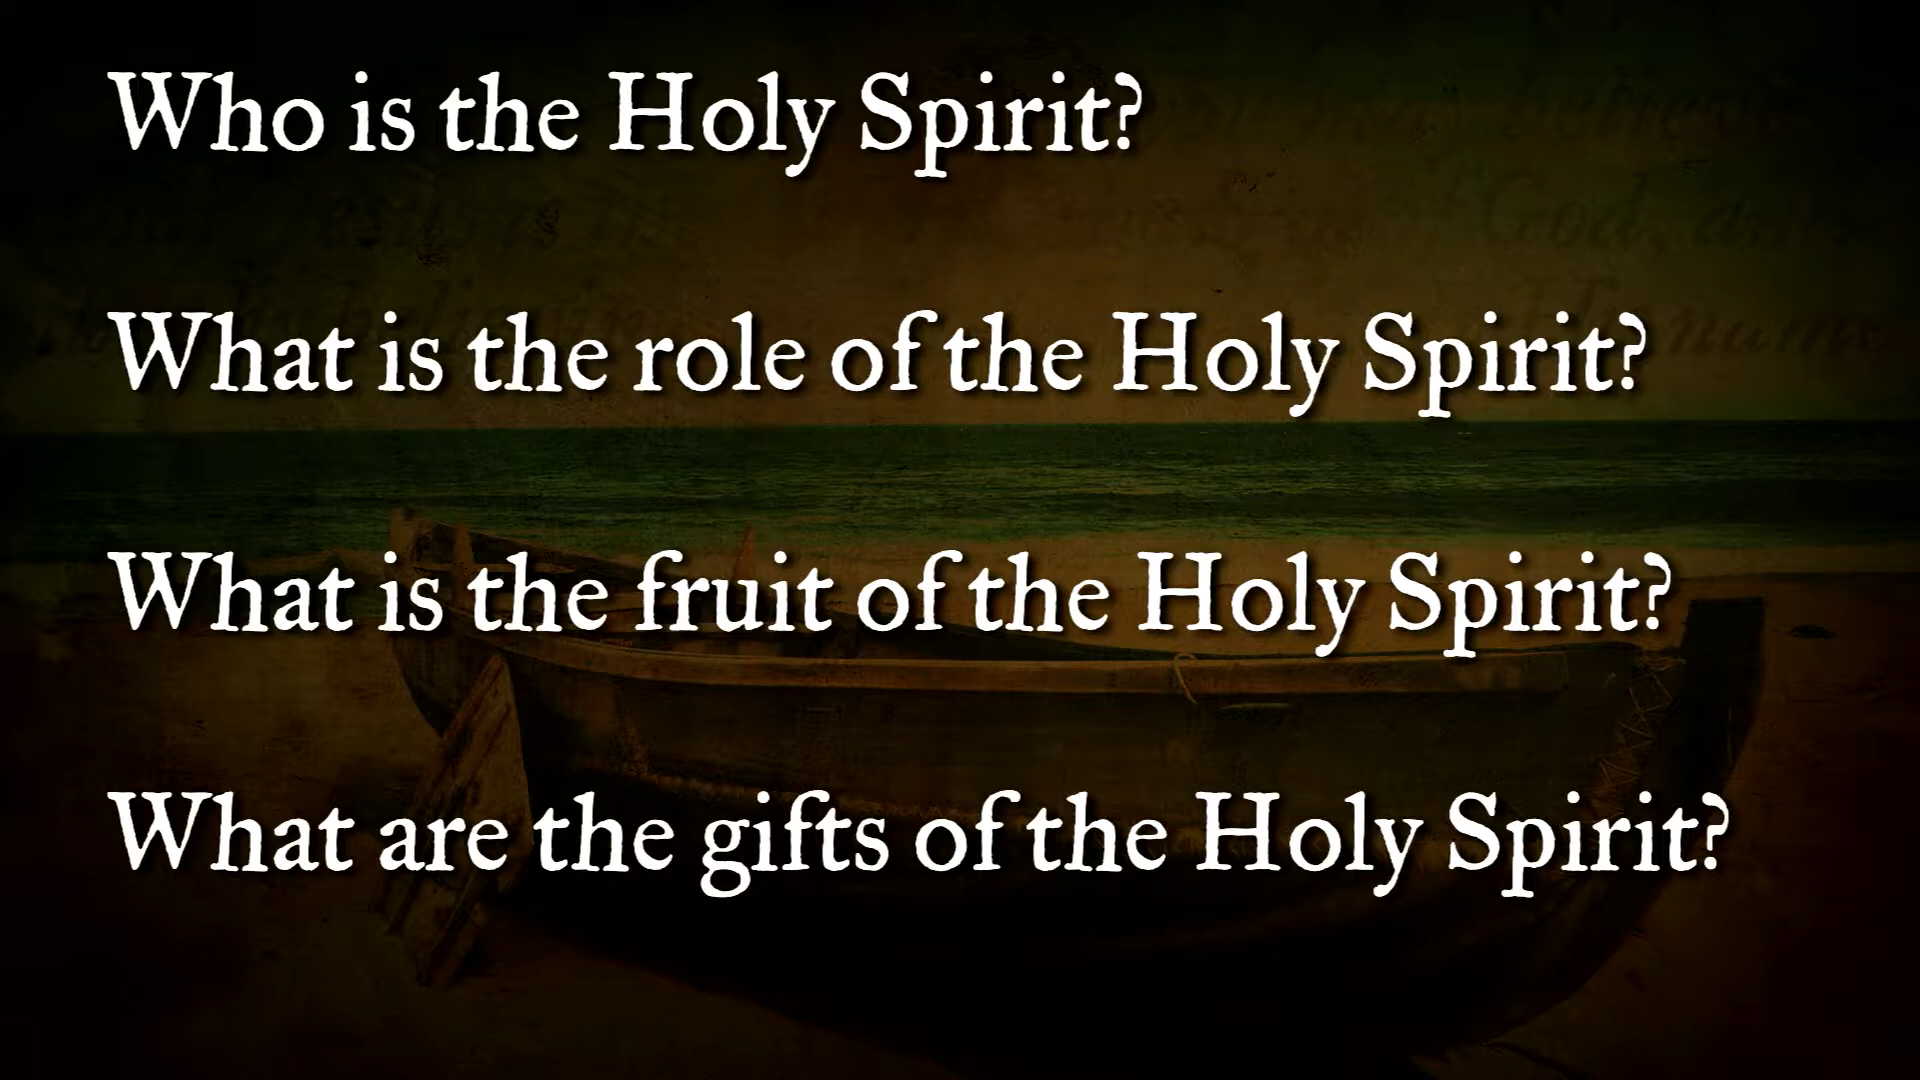 Who is the Holy Spirit?
What is the role of the Holy Spirit?
What is the fruit of the Holy Spirit?
What are the gifts of the Holy Spirit?